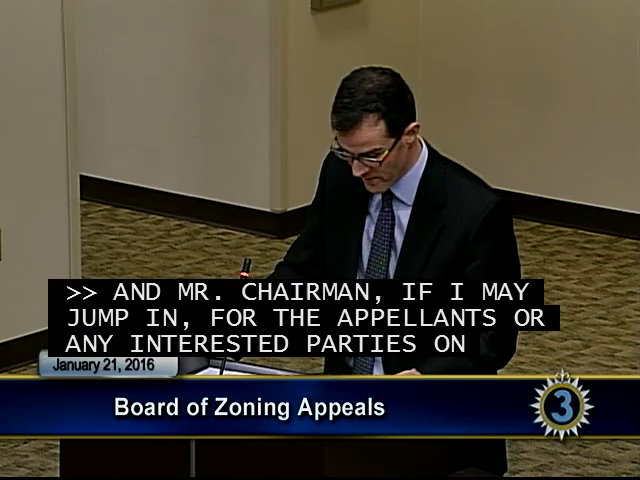 >> AND MR. CHAIRMAN, IF I MAY
JUMP IN, FOR THE APPELLANTS OR
ANY INTERESTED PARTIES ON
January 21, 2016
Board of Zoning Appeals
3